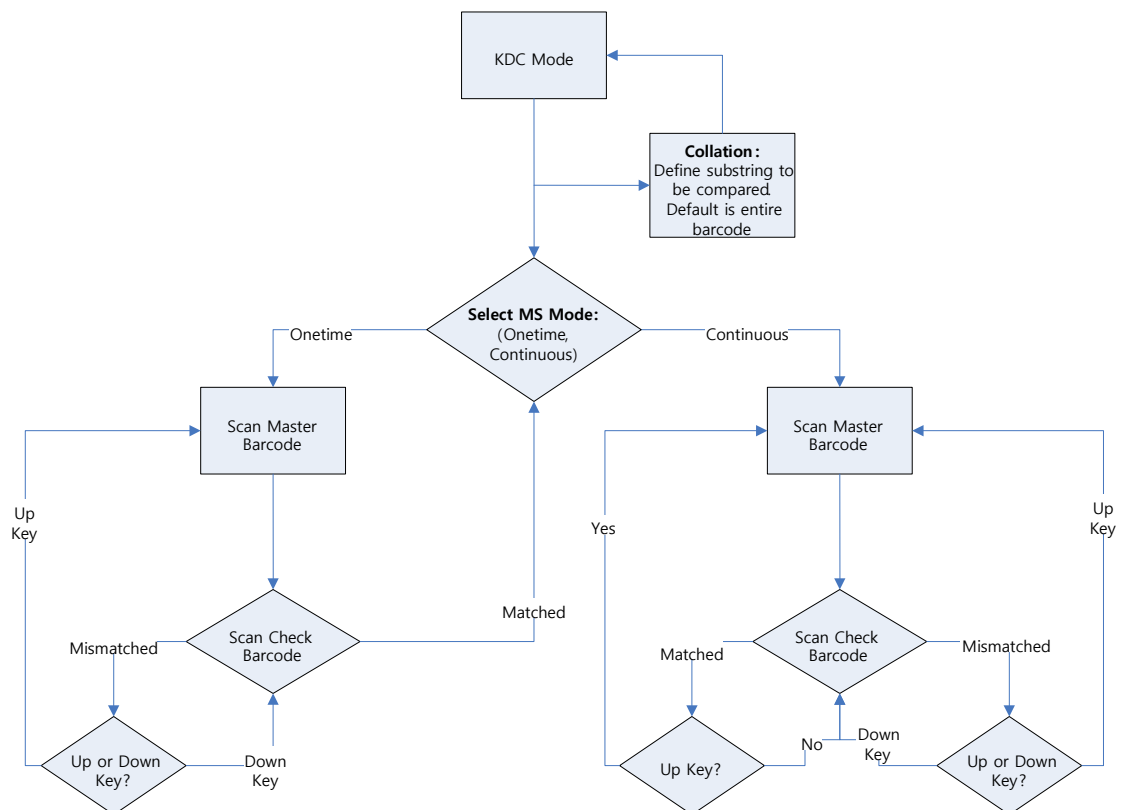 KDC Mode
Collation:
Define substring to
be compared.
Default is entire
barcode
Select MS Mode:
(Onetime,
Continuous)
Onetime
Continuous
Scan Master
Barcode
Scan Master
Barcode
Up
Key
Yes
Up
Key
Matched
Scan Check
Barcode
Scan Check
Barcode
Mismatched
Matched
Mismatched
Up or Down
Key?
Down
Key
Up Key?
No
Down
Key
Up or Down
Key?